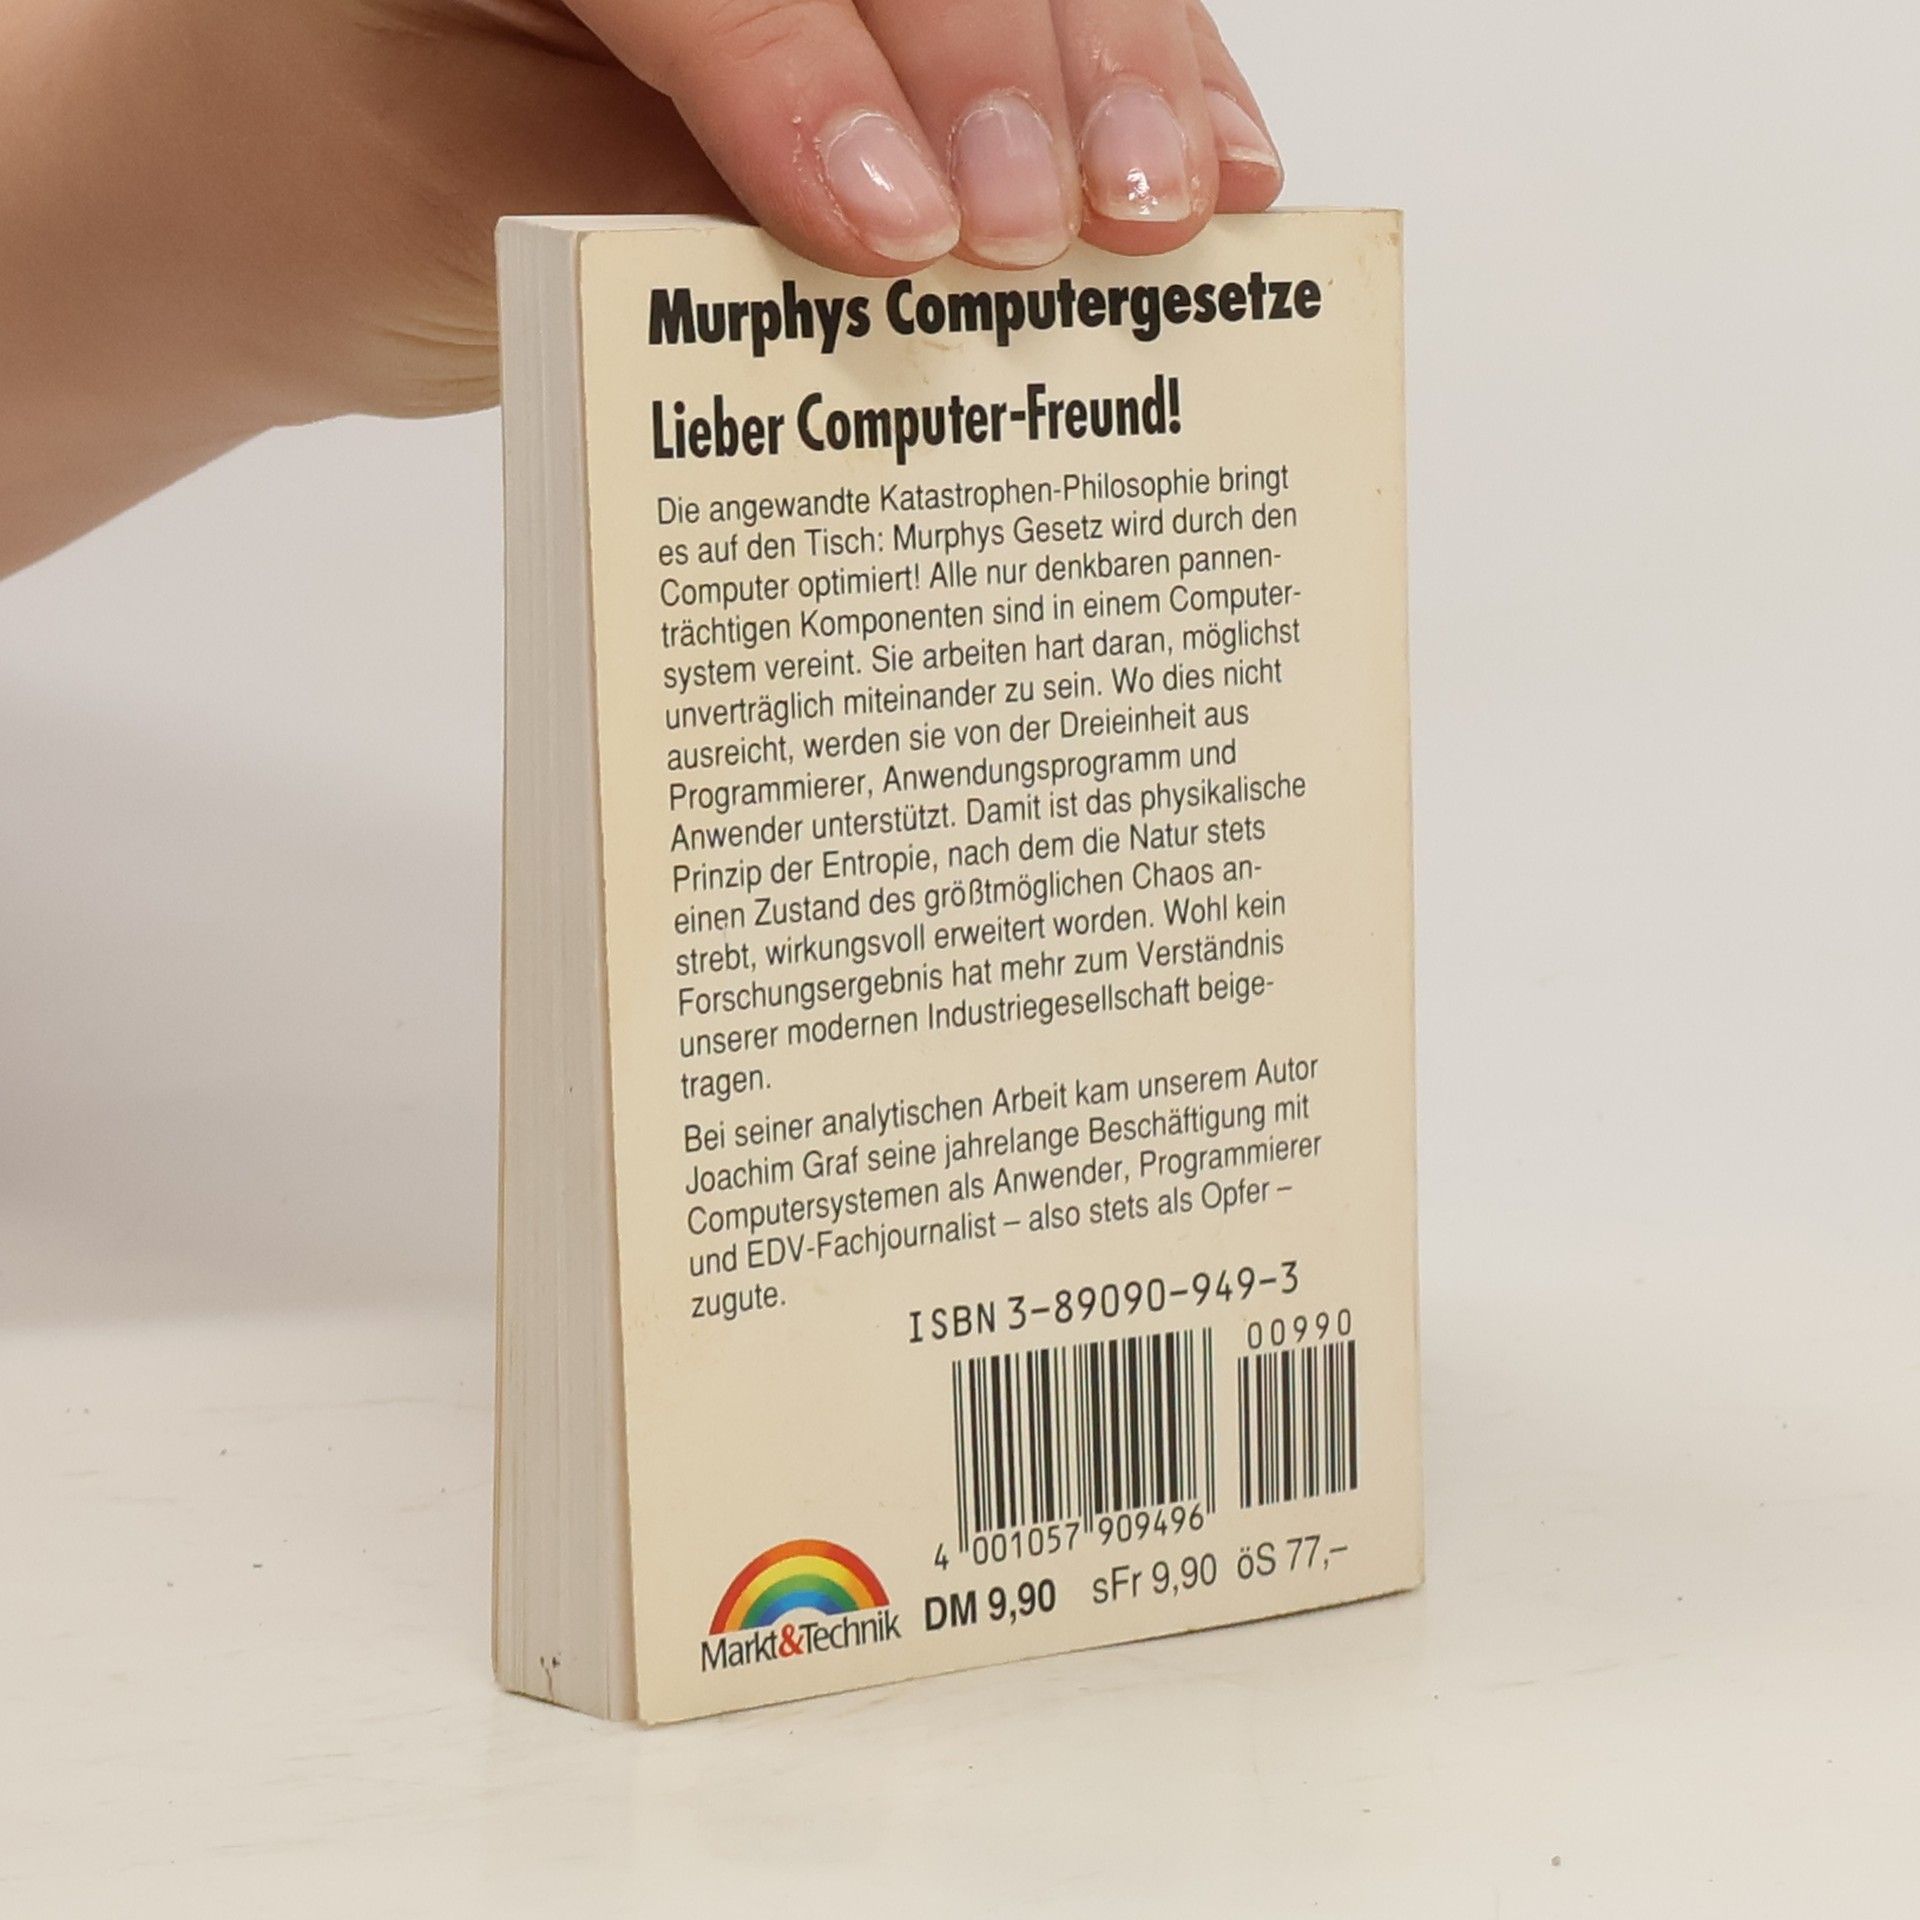 Murphys Computergesetze
Lieber Computer-Freund!
Die angewandte Katastrophen-Philosophie bringt
es auf den Tisch: Murphys Gesetz wird durch den
Computer optimiert! Alle nur denkbaren pannen-
trächtigen Komponenten sind in einem Computer-
system vereint. Sie arbeiten hart daran, möglichst
unverträglich miteinander zu sein. Wo dies nicht
ausreicht, werden sie von der Dreieinheit aus
Programmierer, Anwendungsprogramm und
Anwender unterstützt. Damit ist das physikalische
Prinzip der Entropie, nach dem die Natur stets
einen Zustand des größtmöglichen Chaos an-
strebt, wirkungsvoll erweitert worden. Wohl kein
Forschungsergebnis hat mehr zum Verständnis
unserer modernen Industriegesellschaft beige-
tragen.
Bei seiner analytischen Arbeit kam unserem Autor
Joachim Graf seine jahrelange Beschäftigung mit
Computersystemen als Anwender, Programmierer
und EDV-Fachjournalist – also stets als Opfer –
zugute.
ISBN 3-89090-949-3
00990
4 001057 909496
DM 9,90 sFr 9,90 öS 77,–
Markt&Technik